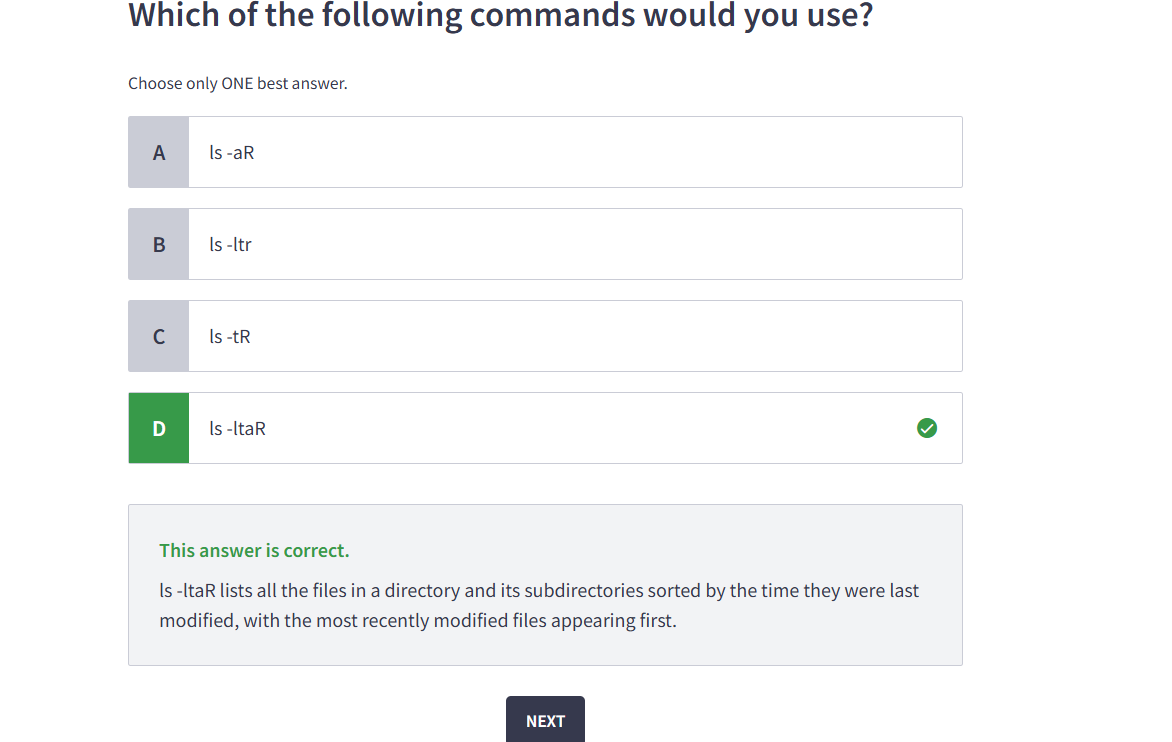 Which of the following commands would you use?
Choose only ONE best answer.
A
ls -aR
B
ls -ltr
C
ls -tR
D
ls -ltaR
This answer is correct.
ls -ltaR lists all the files in a directory and its subdirectories sorted by the time they were last
modified, with the most recently modified files appearing first.
NEXT